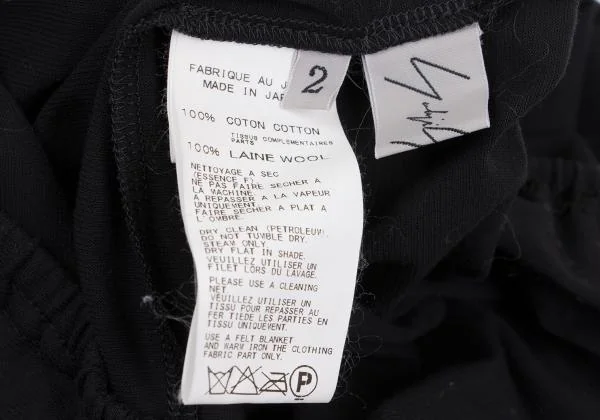 FABRIQUE AU J
MADE IN JAP
2
100% COTON COTTON
TISSUS COMPLEMENTAIRES
PARTS
100% LAINE WOOL
NETTOYAGE A SEC
(ESSENCE F).
NE PAS FAIRE SECHER A
LA MACHINE.
A REPASSER A LA VAPEUR
UNIQUEMENT.
FAIRE SECHER A PLAT A
L'OMBRE.
DRY CLEAN (PETROLEUM).
DO NOT TUMBLE DRY.
STEAM ONLY.
DRY FLAT IN SHADE.
VEUILLEZ UTILISER UN
FILET LORS DU LAVAGE.
PLEASE USE A CLEANING
NET
VEUILLEZ UTILISER UN
TISSU POUR REPASSER AU
FER TIEDE LES PARTIES EN
TISSU UNIQUEMENT.
USE A FELT BLANKET
AND WARM IRON THE CLOTHING
FABRIC PART ONLY.
P